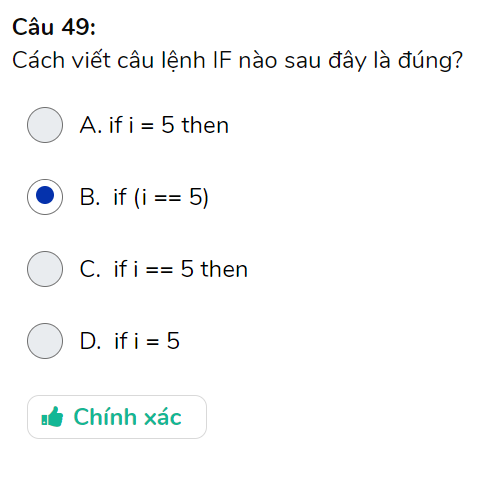 Câu 49:
Cách viết câu lệnh IF nào sau đây là đúng?
A. if i = 5 then
B. if (i == 5)
C. if i == 5 then
D. if i = 5
Chính xác